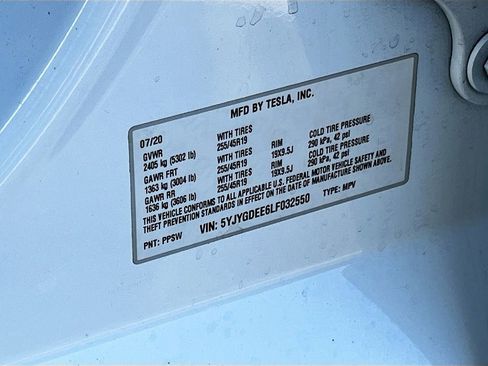 MFD BY TESLA, INC.
07/20
GVWR WITH TIRES RIM COLD TIRE PRESSURE
2405 kg (5302 lb) 255/45R19 19X9.5J 290 kPa, 42 psi
GAWR FRT WITH TIRES RIM COLD TIRE PRESSURE
1363 kg (3004 lb) 255/45R19 19X9.5J 290 kPa, 42 psi
GAWR RR WITH TIRES
1636 kg (3606 lb) 255/45R19
THIS VEHICLE CONFORMS TO ALL APPLICABLE U.S. FEDERAL MOTOR VEHICLE SAFETY AND
THEFT PREVENTION STANDARDS IN EFFECT ON THE DATE OF MANUFACTURE SHOWN ABOVE.
PNT: PPSW VIN: 5YJYGDEE6LF032550 TYPE: MPV